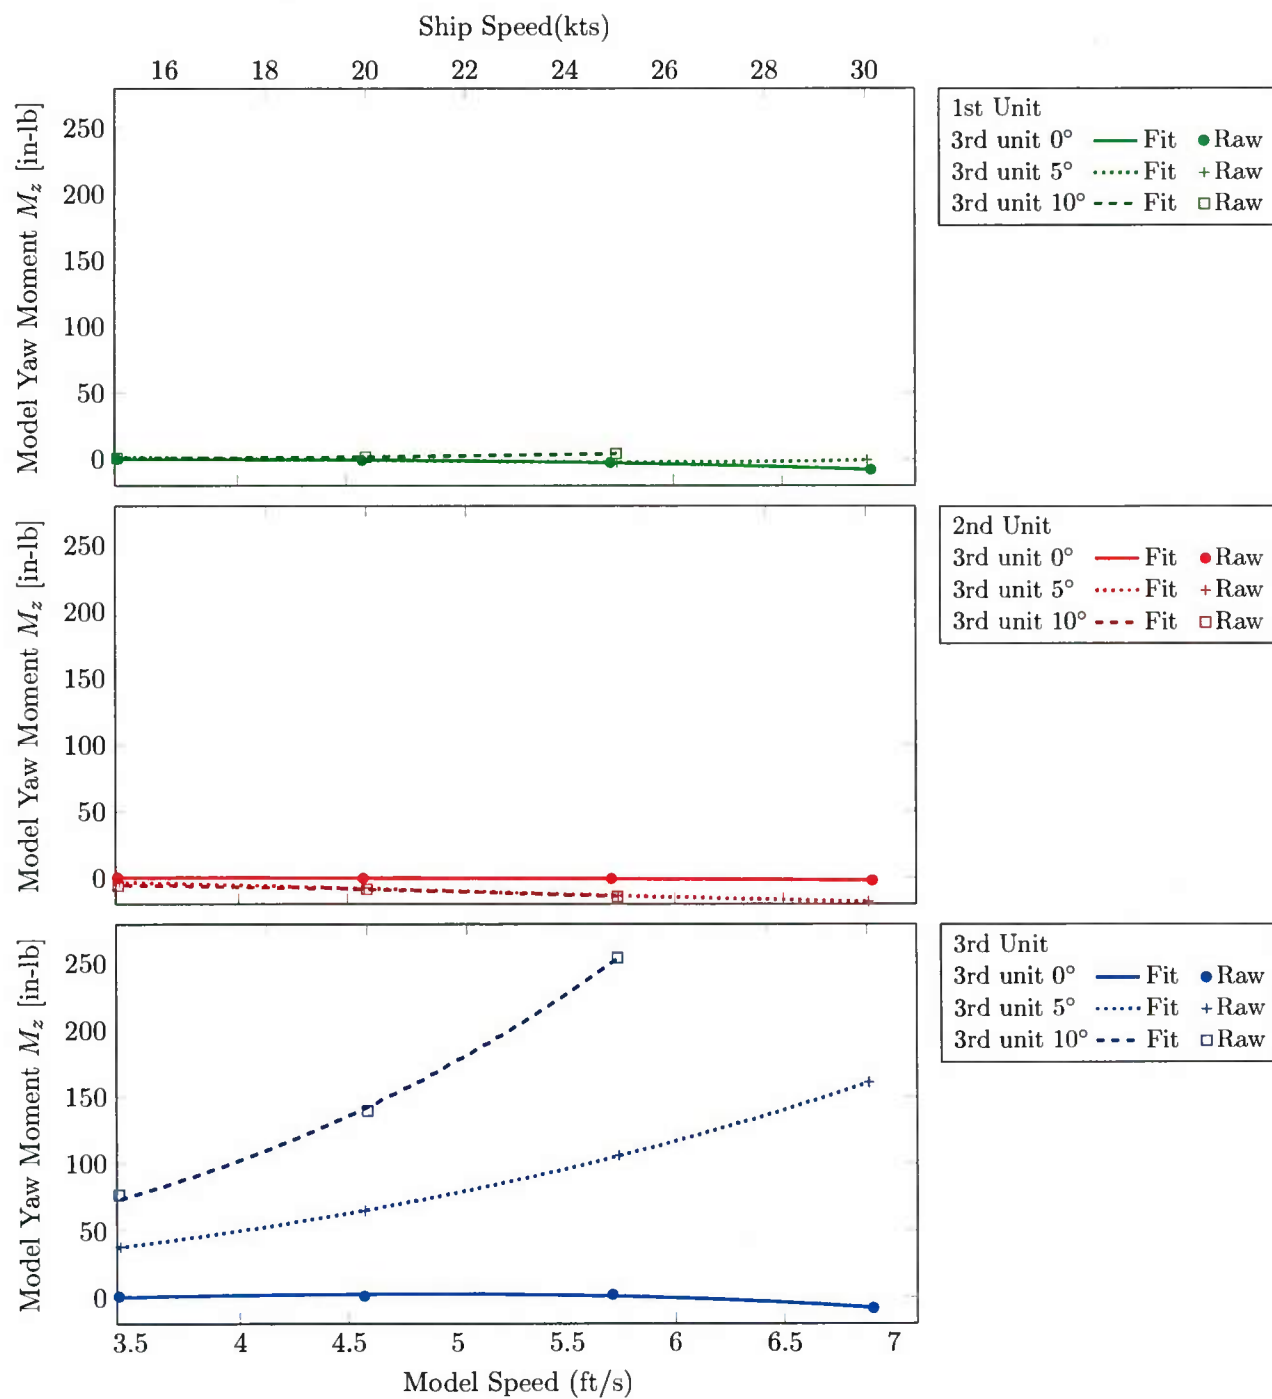 Ship Speed(kts)
16 18 20 22 24 26 28 30
Model Yaw Moment M_z [in-lb]
250
200
150
100
50
0
1st Unit
3rd unit 0° Fit Raw
3rd unit 5° Fit Raw
3rd unit 10° Fit Raw
Model Yaw Moment M_z [in-lb]
250
200
150
100
50
0
2nd Unit
3rd unit 0° Fit Raw
3rd unit 5° Fit Raw
3rd unit 10° Fit Raw
Model Yaw Moment M_z [in-lb]
250
200
150
100
50
0
3rd Unit
3rd unit 0° Fit Raw
3rd unit 5° Fit Raw
3rd unit 10° Fit Raw
3.5 4 4.5 5 5.5 6 6.5 7
Model Speed (ft/s)